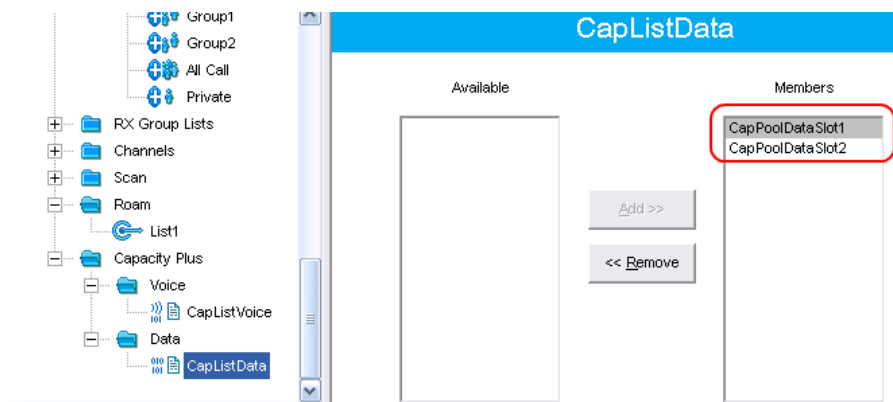 Group1
Group2
All Call
Private
RX Group Lists
Channels
Scan
Roam
List1
Capacity Plus
Voice
CapListVoice
Data
CapListData
CapListData
Available
Members
CapPoolDataSlot1
CapPoolDataSlot2
Add >>
<< Remove